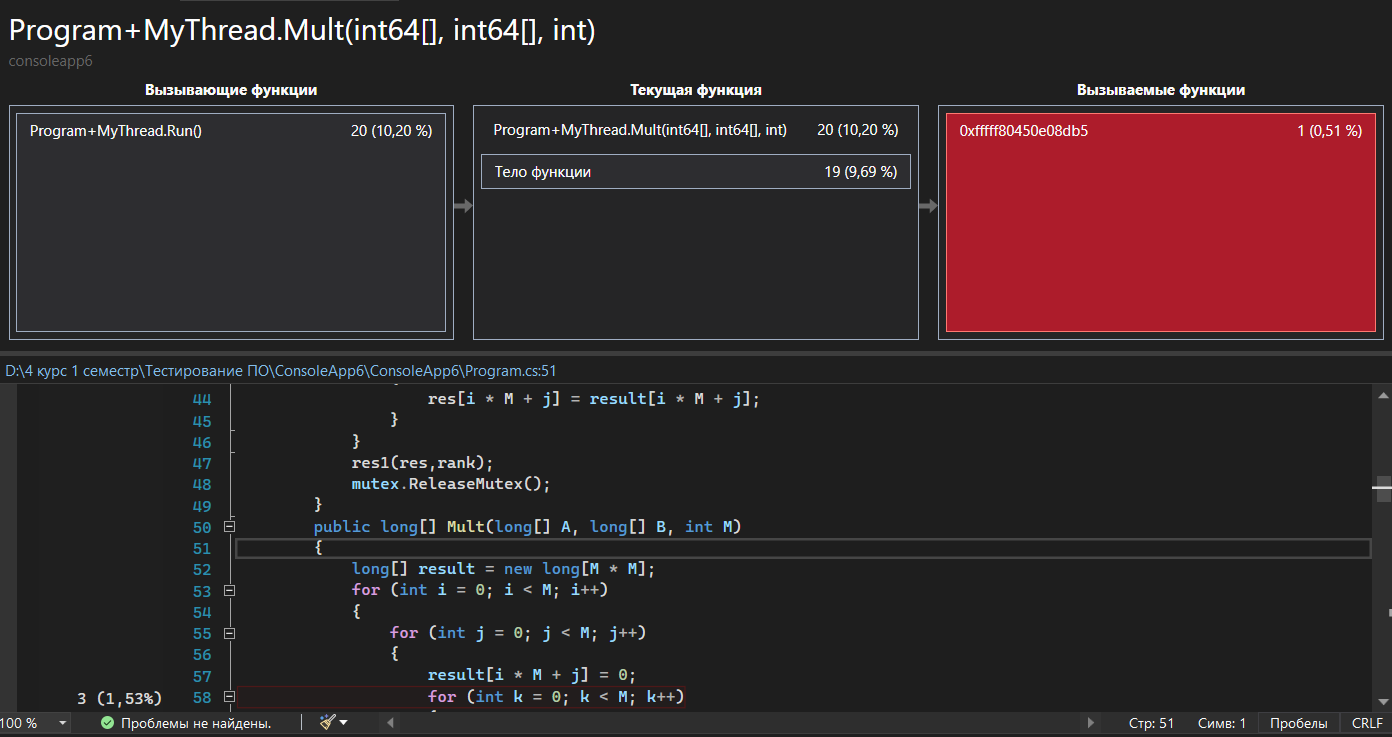 Program+MyThread.Mult(int64[], int64[], int)
consoleapp6
Вызывающие функции
Текущая функция
Вызываемые функции
Program+MyThread.Run() 20 (10,20 %)
Program+MyThread.Mult(int64[], int64[], int) 20 (10,20 %)
0xfffff80450e08db5 1 (0,51 %)
Тело функции 19 (9,69 %)
D:\4 курс 1 семестр\Тестирование ПО\ConsoleApp6\ConsoleApp6\Program.cs:51
44 res[i * M + j] = result[i * M + j];
45 }
46 }
47 res1(res,rank);
48 mutex.ReleaseMutex();
49 }
50 public long[] Mult(long[] A, long[] B, int M)
51 {
52 long[] result = new long[M * M];
53 for (int i = 0; i < M; i++)
54 {
55 for (int j = 0; j < M; j++)
56 {
57 result[i * M + j] = 0;
3 (1,53%) 58 for (int k = 0; k < M; k++)
100 % Проблемы не найдены. Стр: 51 Симв: 1 Пробелы CRLF